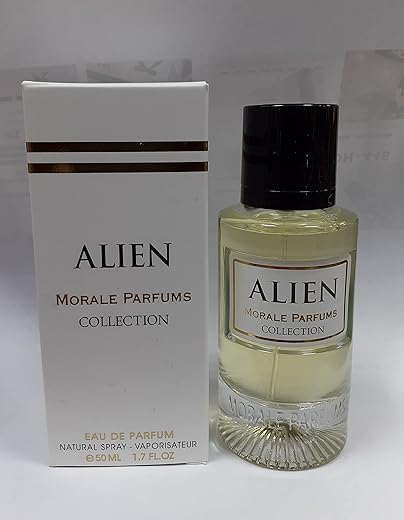 ALIEN
MORALE PARFUMS
COLLECTION
EAU DE PARFUM
NATURAL SPRAY - VAPORISATEUR
℮50ML 1.7 FL.OZ
ALIEN
MORALE PARFUMS
COLLECTION
MORALE PARFUMS